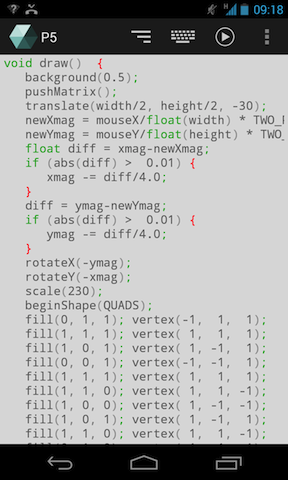 09:18
P5
void draw()  {
background(0.5);
pushMatrix();
translate(width/2, height/2, -30);
newXmag = mouseX/float(width) * TWO_
newYmag = mouseY/float(height) * TWO_
float diff = xmag-newXmag;
if (abs(diff) >  0.01) {
xmag -= diff/4.0;
}
diff = ymag-newYmag;
if (abs(diff) >  0.01) {
ymag -= diff/4.0;
}
rotateX(-ymag);
rotateY(-xmag);
scale(230);
beginShape(QUADS);
fill(0, 1, 1); vertex(-1,  1,  1);
fill(1, 1, 1); vertex( 1,  1,  1);
fill(1, 0, 1); vertex( 1, -1,  1);
fill(0, 0, 1); vertex(-1, -1,  1);
fill(1, 1, 1); vertex( 1,  1,  1);
fill(1, 1, 0); vertex( 1,  1, -1);
fill(1, 0, 0); vertex( 1, -1, -1);
fill(1, 0, 1); vertex( 1, -1,  1);
fill(1, 1, 0); vertex( 1,  1, -1);